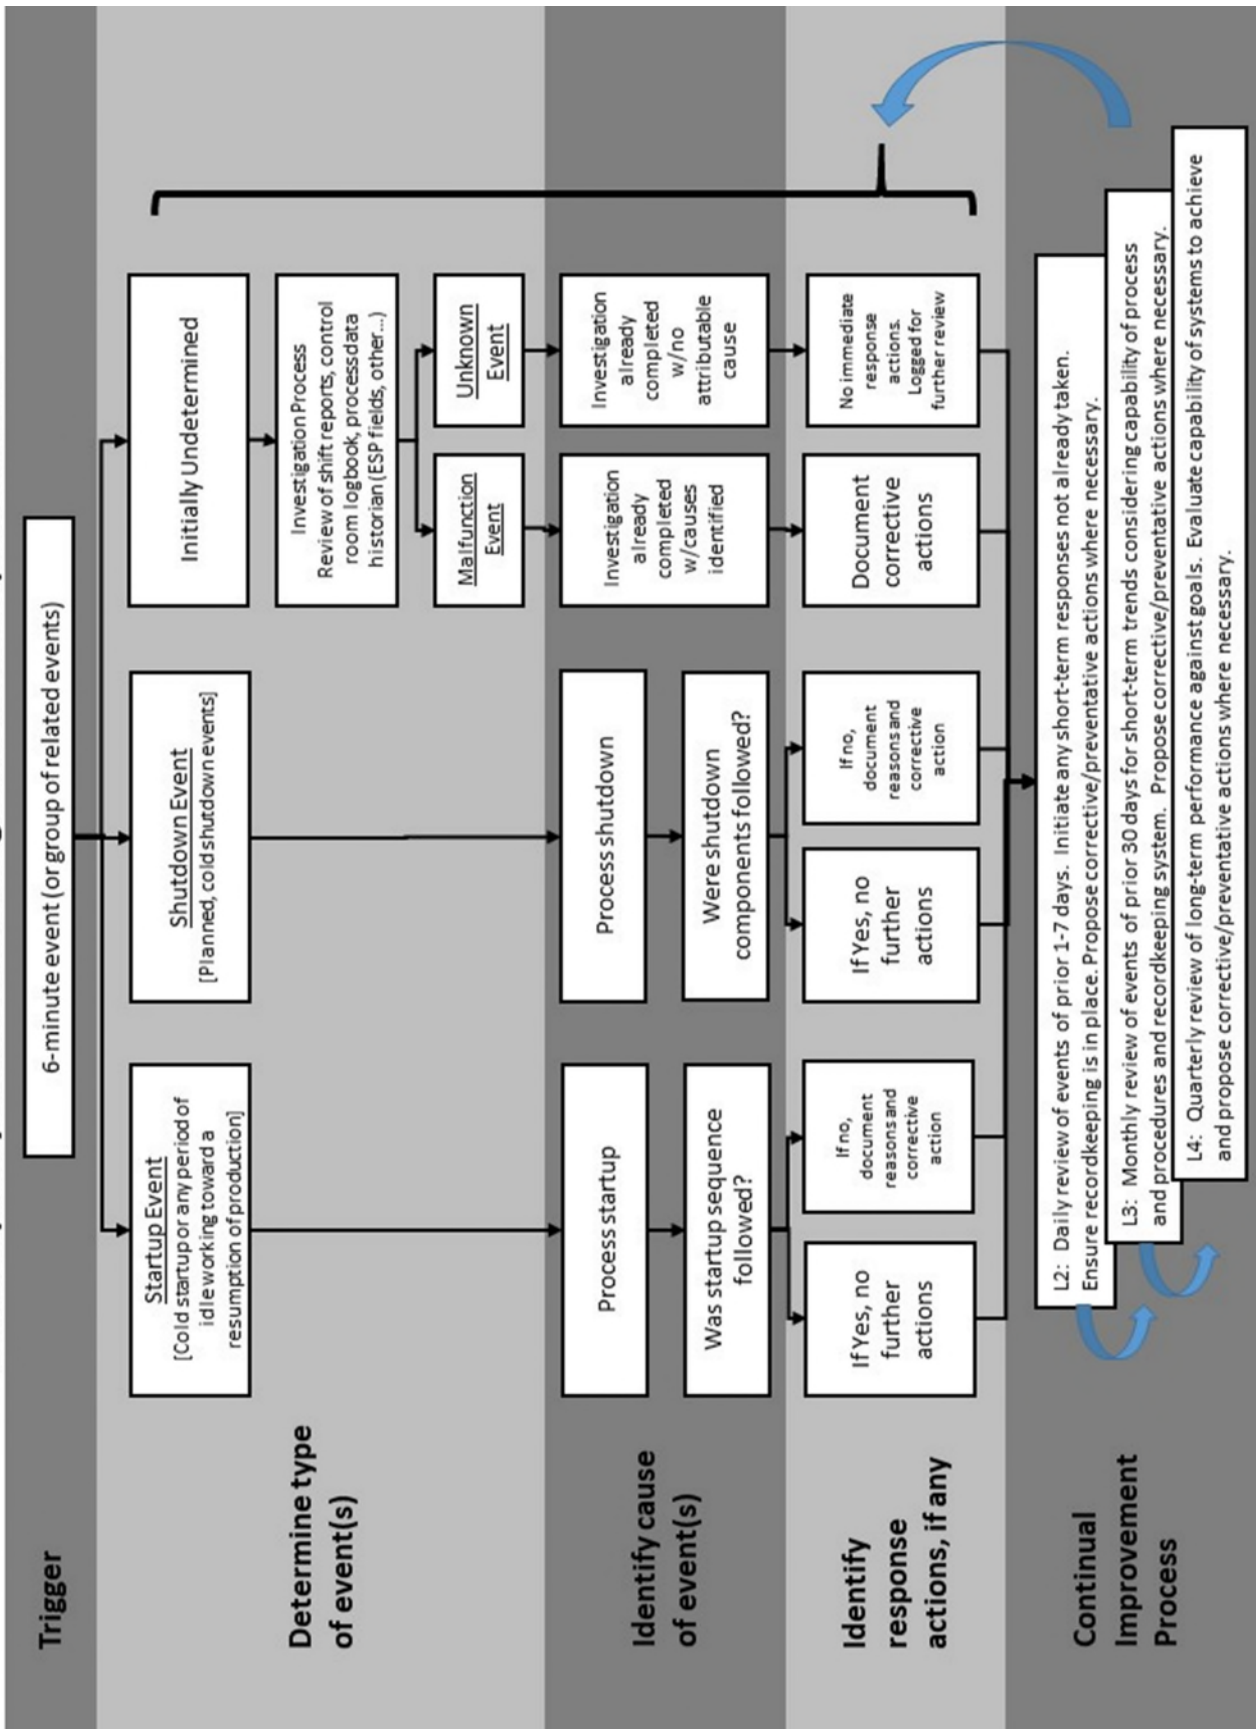 Trigger
6-minute event (or group of related events)
Determine type
of event(s)
Startup Event
[Cold startup or any period of
idle working toward a
resumption of production]
Shutdown Event
[Planned, cold shutdown events]
Initially Undetermined
Investigation Process
Review of shift reports, control
room logbook, process data
historian (ESP fields, other...)
Malfunction
Event
Unknown
Event
Identify cause
of event(s)
Process startup
Was startup sequence
followed?
Process shutdown
Were shutdown
components followed?
Investigation
already
completed
w/causes
identified
Investigation
already
completed
w/no
attributable
cause
Identify
response
actions, if any
If Yes, no
further
actions
If no,
document
reasons and
corrective
action
If Yes, no
further
actions
If no,
document
reasons and
corrective
action
Document
corrective
actions
No immediate
response
actions.
Logged for
further review
Continual
Improvement
Process
L2: Daily review of events of prior 1-7 days. Initiate any short-term responses not already taken.
Ensure recordkeeping is in place. Propose corrective/preventative actions where necessary.
L3: Monthly review of events of prior 30 days for short-term trends considering capability of process
and procedures and recordkeeping system. Propose corrective/preventative actions where necessary.
L4: Quarterly review of long-term performance against goals. Evaluate capability of systems to achieve
and propose corrective/preventative actions where necessary.